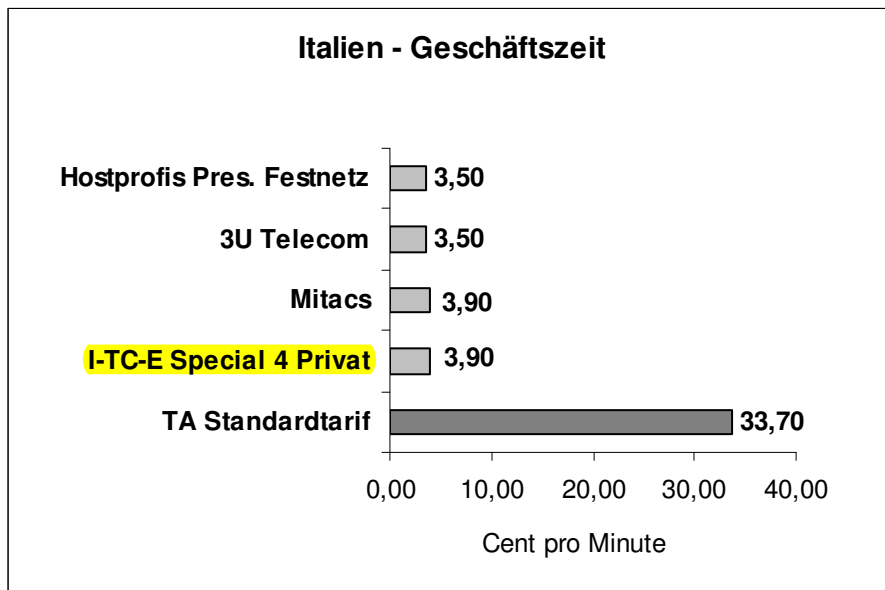 Italien - Geschäftszeit
Hostprofis Pres. Festnetz 3,50
3U Telecom 3,50
Mitacs 3,90
I-TC-E Special 4 Privat 3,90
TA Standardtarif 33,70
0,00 10,00 20,00 30,00 40,00
Cent pro Minute